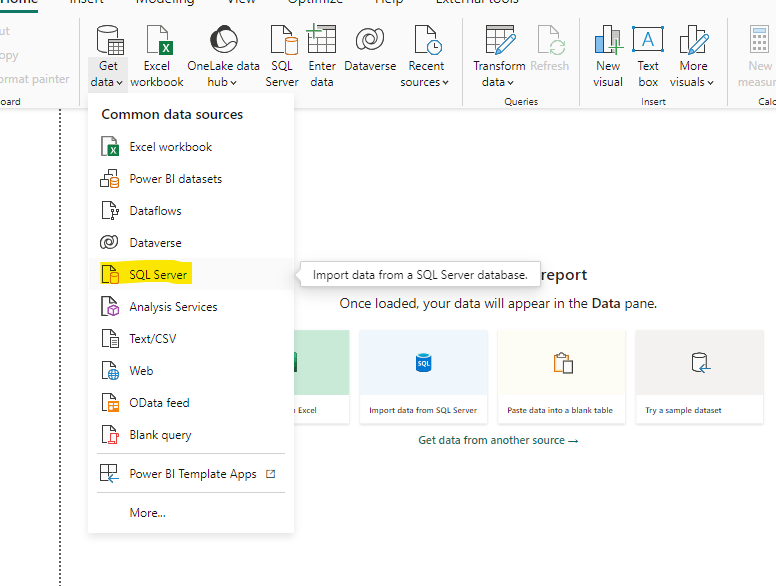 Home Insert Modeling View Optimize Help External tools
ut
opy
ormat painter
oard
Get data
Excel workbook
OneLake data hub
SQL Server
Enter data
Dataverse
Recent sources
Transform data
Refresh
Queries
New visual
Text box
More visuals
Insert
New
measur
Calc
Common data sources
Excel workbook
Power BI datasets
Dataflows
Dataverse
SQL Server
Analysis Services
Text/CSV
Web
OData feed
Blank query
Power BI Template Apps
More...
Import data from a SQL Server database.
report
Once loaded, your data will appear in the Data pane.
Excel
Import data from SQL Server
SQL
Paste data into a blank table
Try a sample dataset
Get data from another source →